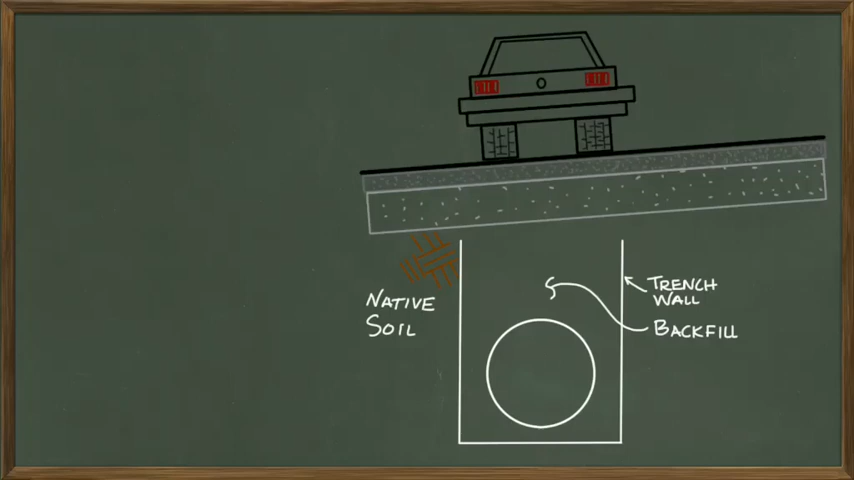 NATIVE
SOIL
TRENCH
WALL
BACKFILL